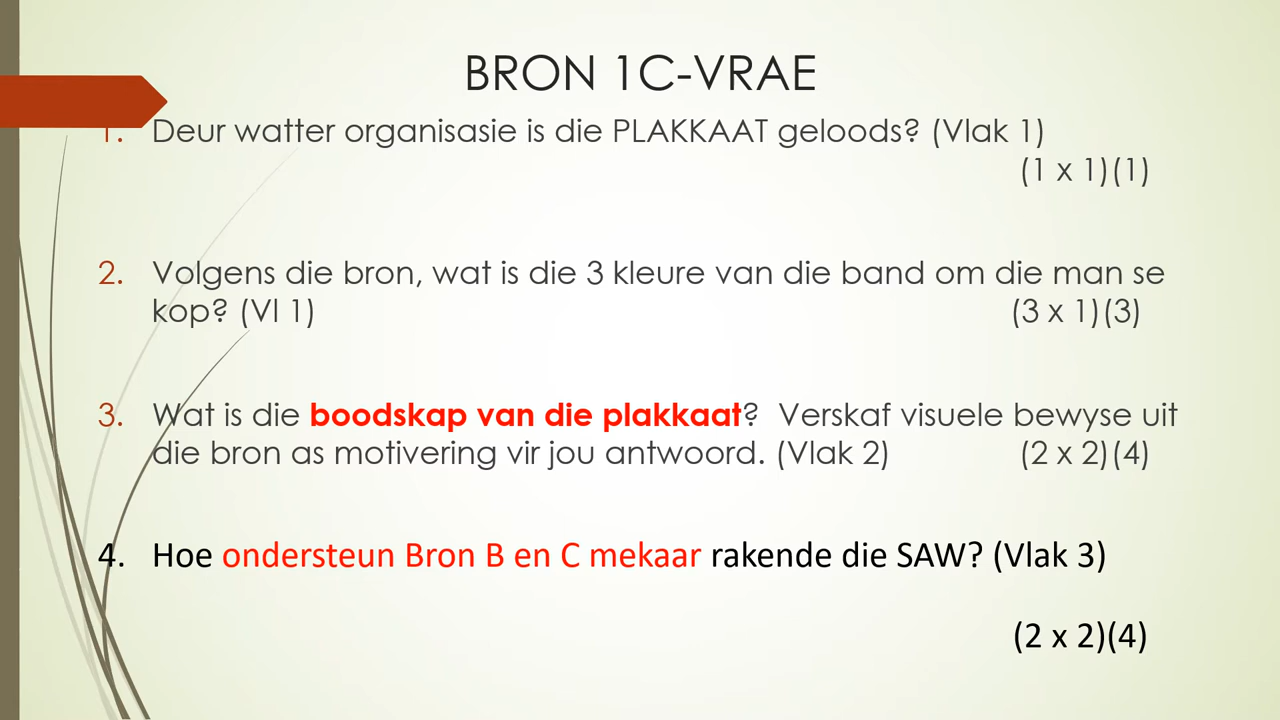 BRON 1C-VRAE
1. Deur watter organisasie is die PLAKKAAT geloods? (Vlak 1)
(1 x 1)(1)
2. Volgens die bron, wat is die 3 kleure van die band om die man se
kop? (Vl 1) (3 x 1)(3)
3. Wat is die boodskap van die plakkaat? Verskaf visuele bewyse uit
die bron as motivering vir jou antwoord. (Vlak 2) (2 x 2)(4)
4. Hoe ondersteun Bron B en C mekaar rakende die SAW? (Vlak 3)
(2 x 2)(4)